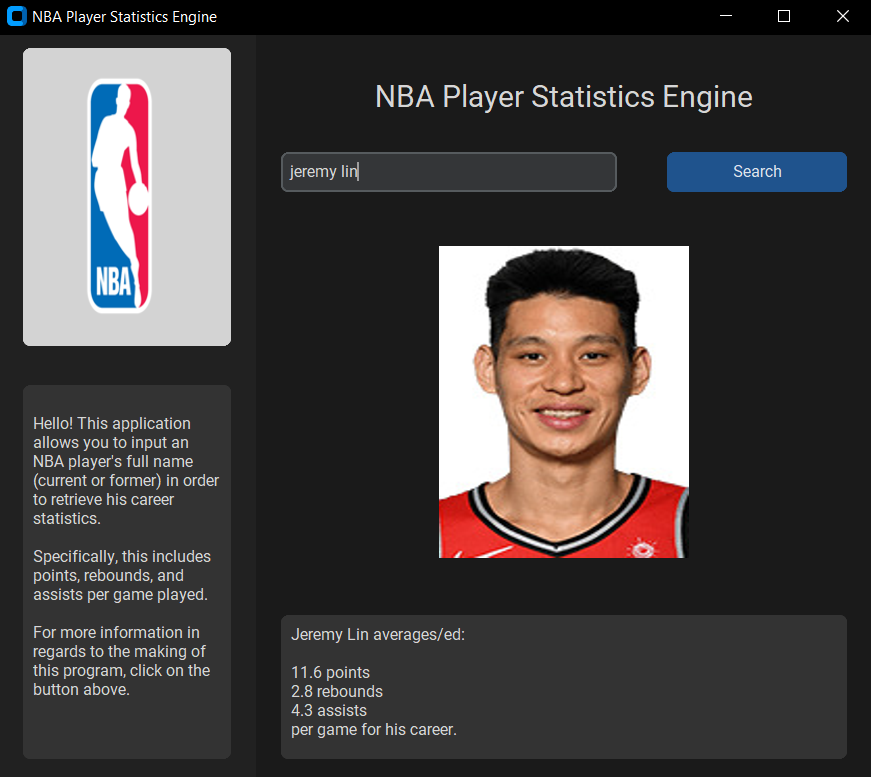 NBA Player Statistics Engine
NBA
NBA Player Statistics Engine
jeremy lin
Search
Hello! This application
allows you to input an
NBA player's full name
(current or former) in order
to retrieve his career
statistics.
Specifically, this includes
points, rebounds, and
assists per game played.
For more information in
regards to the making of
this program, click on the
button above.
Jeremy Lin averages/ed:
11.6 points
2.8 rebounds
4.3 assists
per game for his career.